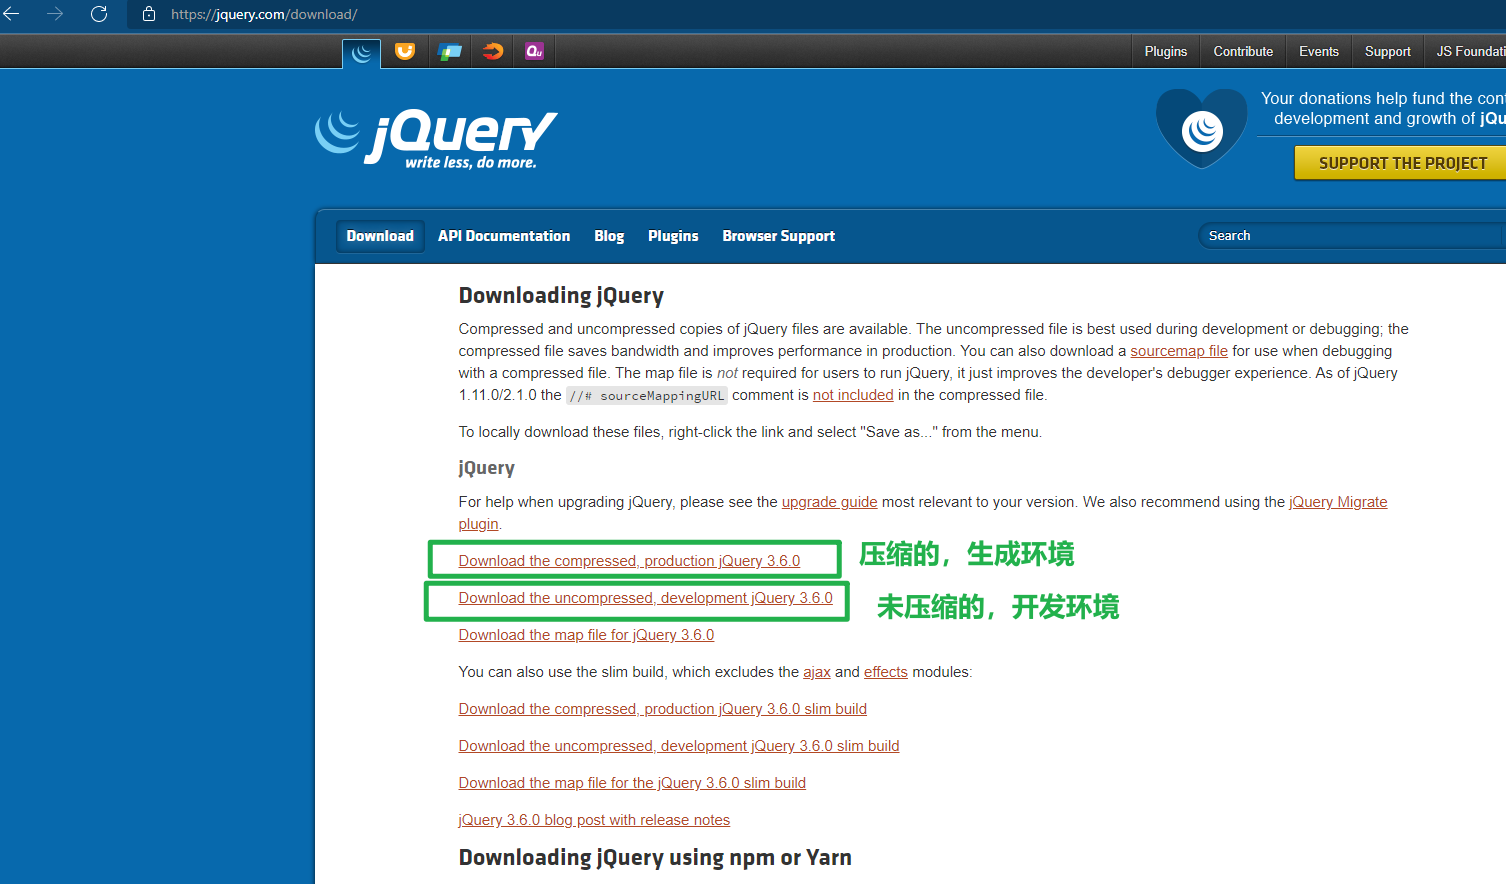 https://jquery.com/download/
Plugins
Contribute
Events
Support
JS Foundati
Qu
jQuery
write less, do more.
Your donations help fund the cont
development and growth of jQu
SUPPORT THE PROJECT
Download
API Documentation
Blog
Plugins
Browser Support
Search
Downloading jQuery
Compressed and uncompressed copies of jQuery files are available. The uncompressed file is best used during development or debugging; the
compressed file saves bandwidth and improves performance in production. You can also download a sourcemap file for use when debugging
with a compressed file. The map file is not required for users to run jQuery, it just improves the developer's debugger experience. As of jQuery
1.11.0/2.1.0 the //# sourceMappingURL comment is not included in the compressed file.
To locally download these files, right-click the link and select "Save as..." from the menu.
jQuery
For help when upgrading jQuery, please see the upgrade guide most relevant to your version. We also recommend using the jQuery Migrate
plugin.
Download the compressed, production jQuery 3.6.0
压缩的，生成环境
Download the uncompressed, development jQuery 3.6.0
未压缩的，开发环境
Download the map file for jQuery 3.6.0
You can also use the slim build, which excludes the ajax and effects modules:
Download the compressed, production jQuery 3.6.0 slim build
Download the uncompressed, development jQuery 3.6.0 slim build
Download the map file for the jQuery 3.6.0 slim build
jQuery 3.6.0 blog post with release notes
Downloading jQuery using npm or Yarn